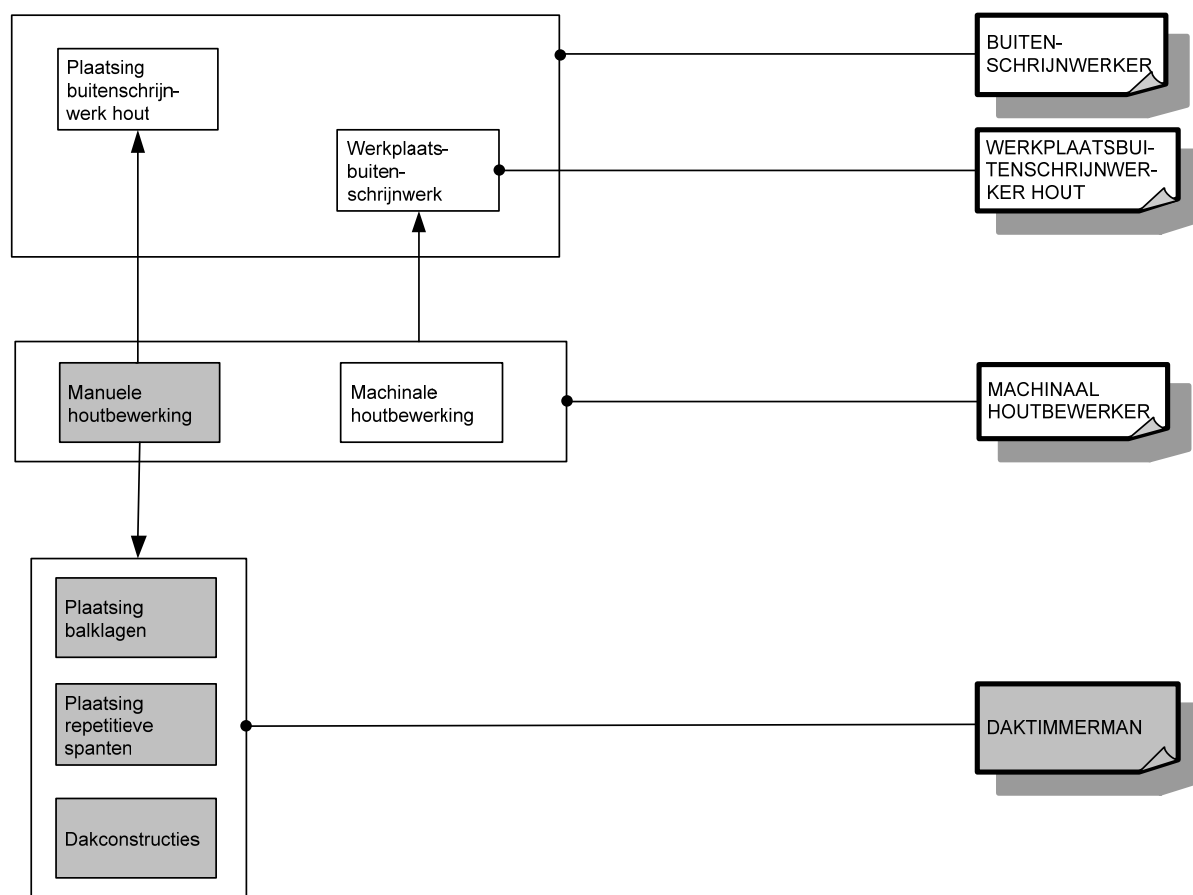 Plaatsing
buitenschrijn-
werk hout
Werkplaats-
buiten-
schrijnwerk
BUITEN-
SCHRIJNWERKER
WERKPLAATSBUI-
TENSCHRIJNWER-
KER HOUT
Manuele
houtbewerking
Machinale
houtbewerking
MACHINAAL
HOUTBEWERKER
Plaatsing
balklagen
Plaatsing
repetitieve
spanten
Dakconstructies
DAKTIMMERMAN